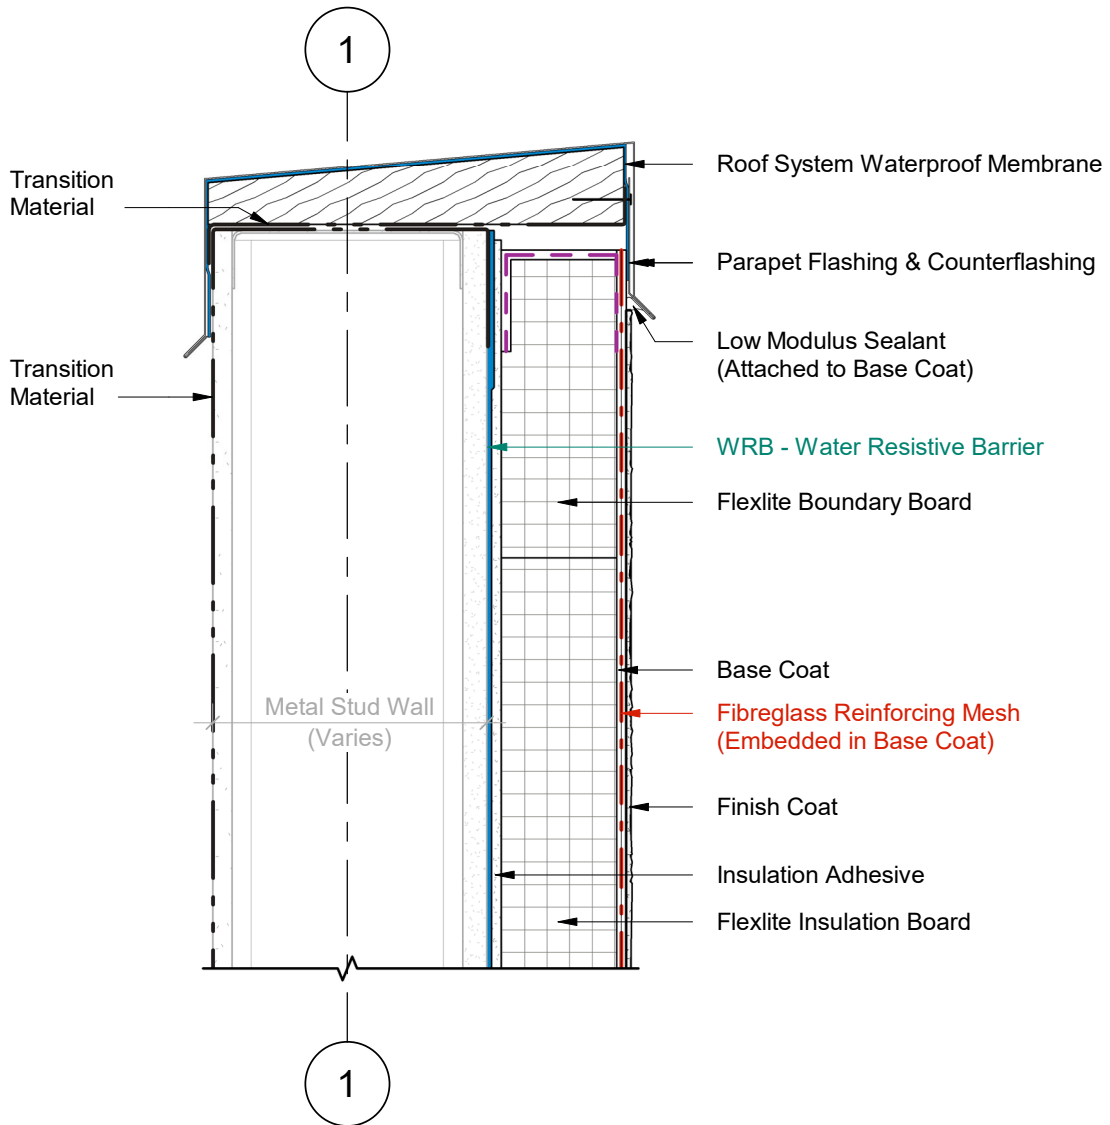 1
Transition
Material
Transition
Material
Roof System Waterproof Membrane
Parapet Flashing & Counterflashing
Low Modulus Sealant
(Attached to Base Coat)
WRB - Water Resistive Barrier
Flexlite Boundary Board
Metal Stud Wall
(Varies)
Base Coat
Fibreglass Reinforcing Mesh
(Embedded in Base Coat)
Finish Coat
Insulation Adhesive
Flexlite Insulation Board
1